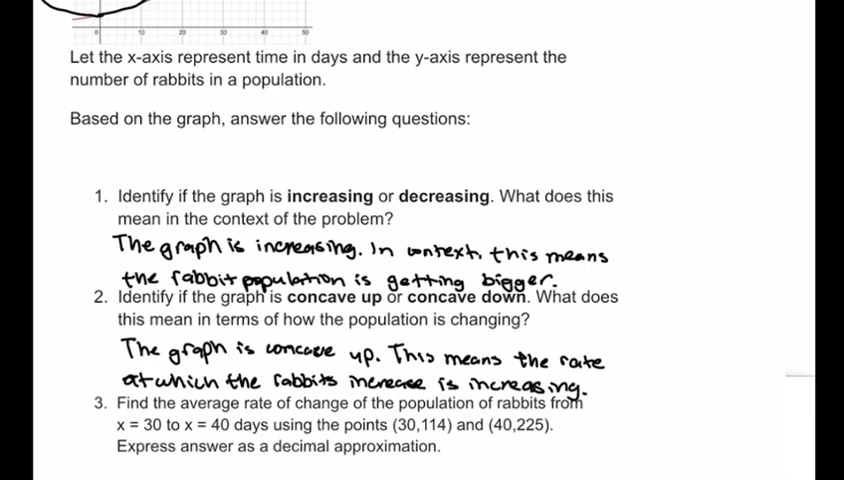 0 10 20 30 40 50
Let the x-axis represent time in days and the y-axis represent the
number of rabbits in a population.
Based on the graph, answer the following questions:
1. Identify if the graph is increasing or decreasing. What does this
mean in the context of the problem?
The graph is increasing. In context, this means
the rabbit population is getting bigger.
2. Identify if the graph is concave up or concave down. What does
this mean in terms of how the population is changing?
The graph is concave up. This means the rate
at which the rabbits increase is increasing.
3. Find the average rate of change of the population of rabbits from
x = 30 to x = 40 days using the points (30,114) and (40,225).
Express answer as a decimal approximation.